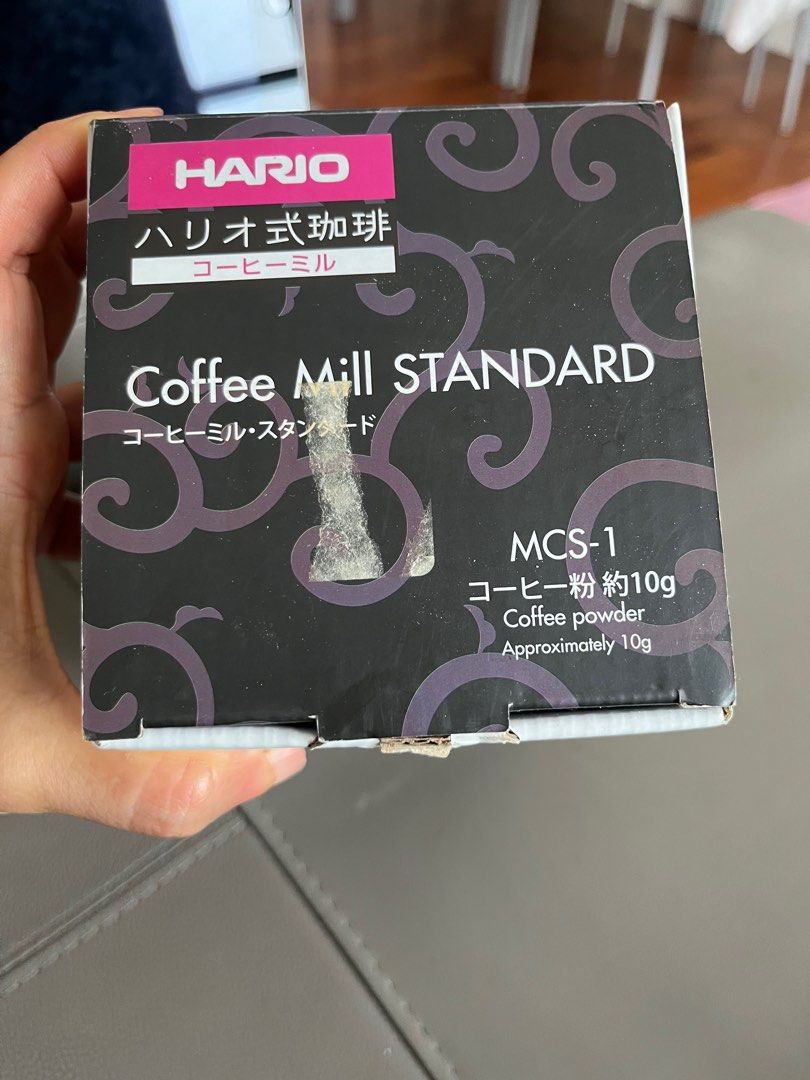 HARIO
ハリオ式珈琲
コーヒーミル
Coffee Mill STANDARD
コーヒーミル・スタンダード
MCS-1
コーヒー粉 約10g
Coffee powder
Approximately 10g